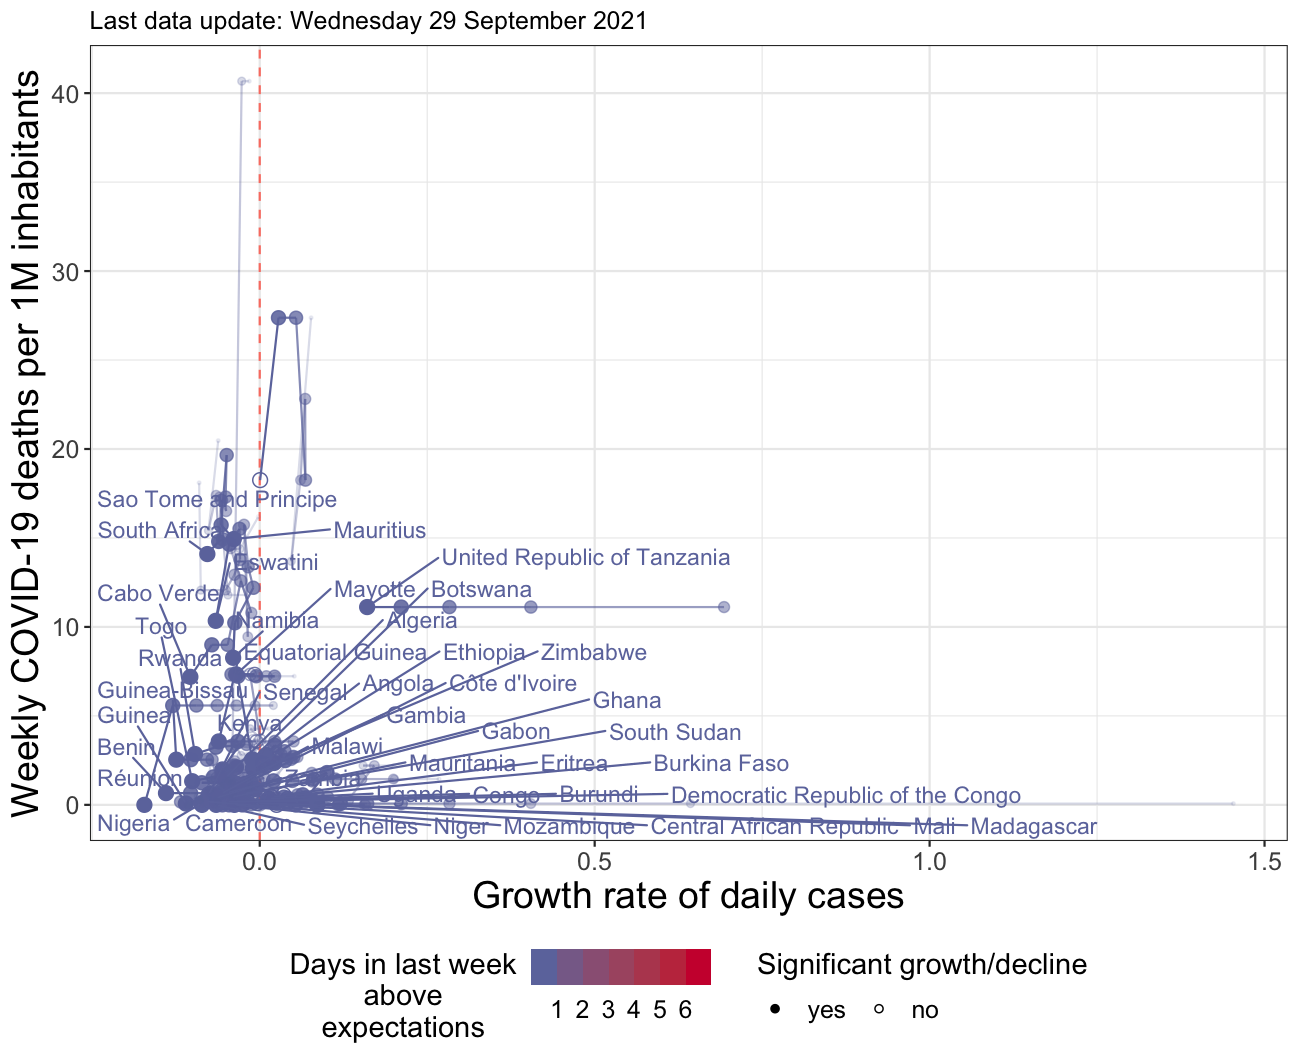 Last data update: Wednesday 29 September 2021
Weekly COVID-19 deaths per 1M inhabitants
40
30
20
10
0
Sao Tome and Principe
South Africa
Mauritius
United Republic of Tanzania
Eswatini
Cabo Verde
Mayotte
Botswana
Togo
Namibia
Algeria
Rwanda
Equatorial Guinea
Ethiopia
Zimbabwe
Guinea-Bissau
Senegal
Angola
Côte d'Ivoire
Ghana
Guinea
Kenya
Gambia
Gabon
South Sudan
Benin
Malawi
Mauritania
Eritrea
Burkina Faso
Réunion
Zambia
Uganda
Congo
Burundi
Democratic Republic of the Congo
Nigeria
Cameroon
Seychelles
Niger
Mozambique
Central African Republic
Mali
Madagascar
0.0
0.5
1.0
1.5
Growth rate of daily cases
Days in last week
above
expectations
1 2 3 4 5 6
Significant growth/decline
yes
no